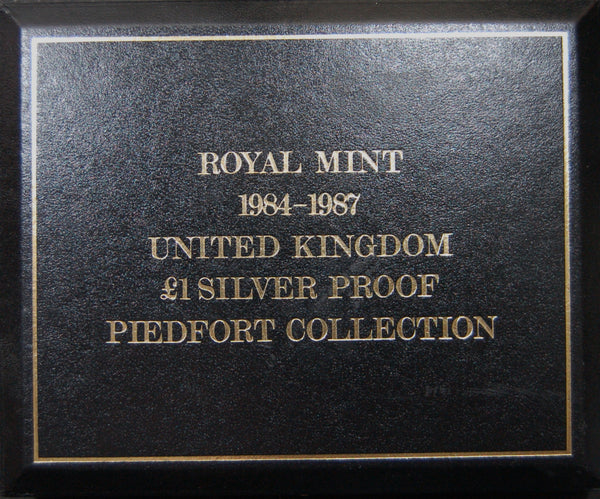 ROYAL MINT
1984-1987
UNITED KINGDOM
£1 SILVER PROOF
PIEDFORT COLLECTION